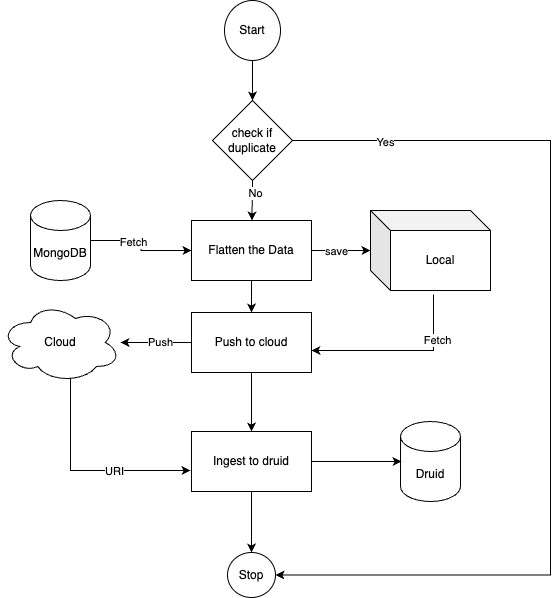 Start
check if
duplicate
Yes
No
MongoDB
Fetch
Flatten the Data
save
Local
Cloud
Push
Push to cloud
Fetch
URI
Ingest to druid
Druid
Stop